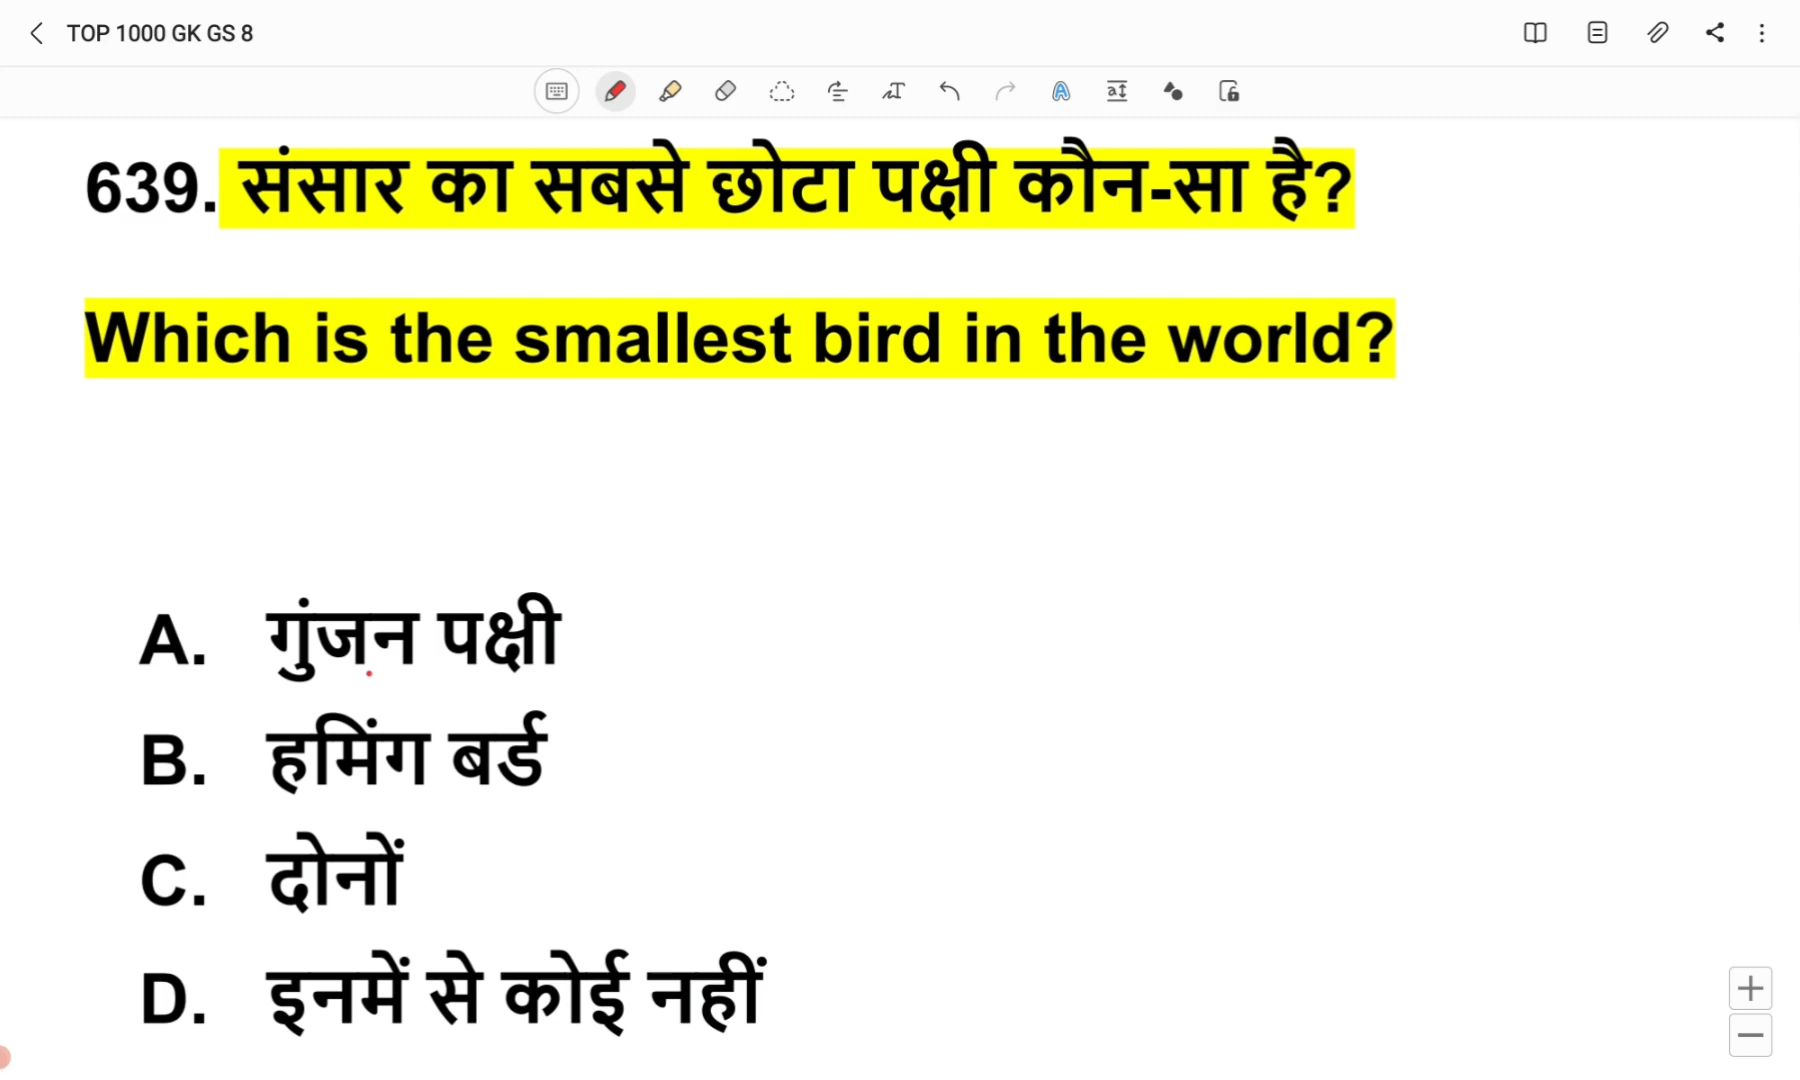 TOP 1000 GK GS 8
639. संसार का सबसे छोटा पक्षी कौन-सा है?
Which is the smallest bird in the world?
A. गुंजन पक्षी
B. हमिंग बर्ड
C. दोनों
D. इनमें से कोई नहीं